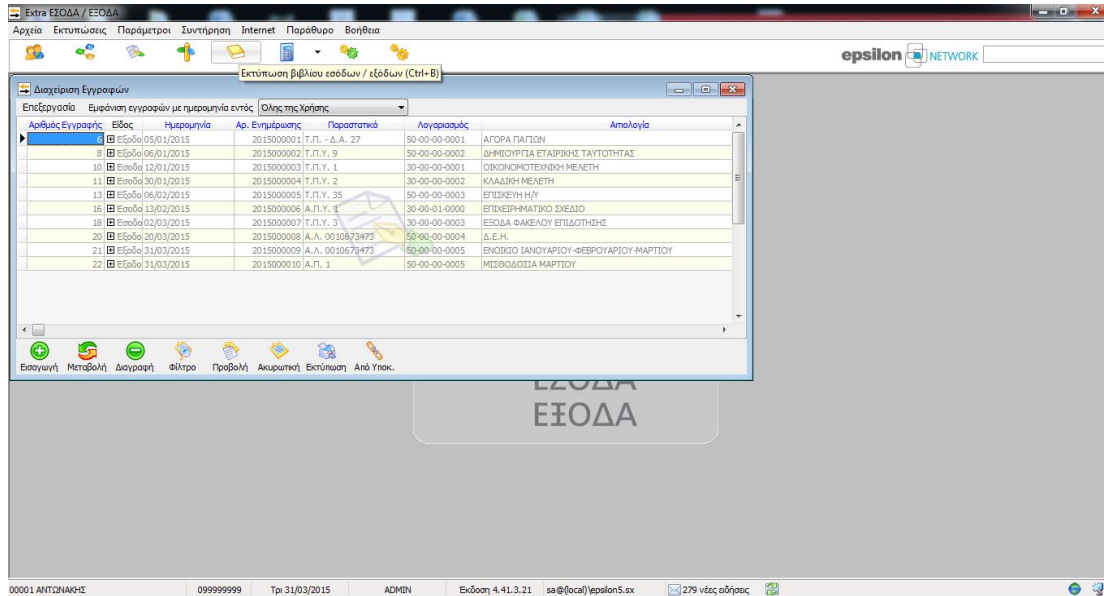 Extra ΕΣΟΔΑ / ΕΞΟΔΑ
Αρχεία Εκτυπώσεις Παράμετροι Συντήρηση Internet Παράθυρο Βοήθεια
epsilon NETWORK
Εκτύπωση βιβλίου εσόδων / εξόδων (Ctrl+B)
Διαχείριση Εγγραφών
Επεξεργασία Εμφάνιση εγγραφών με ημερομηνία εντός Όλης της Χρήσης
Αριθμός Εγγραφής Είδος Ημερομηνία Αρ. Ενημέρωσης Παραστατικό Λογαριασμός Αιτιολογία
6 Έξοδο 05/01/2015 2015000001 Τ.Π. - Δ.Α. 27 50-00-00-0001 ΑΓΟΡΑ ΠΑΓΙΩΝ
8 Έξοδο 06/01/2015 2015000002 Τ.Π.Υ. 9 50-00-00-0002 ΔΗΜΙΟΥΡΓΙΑ ΕΤΑΙΡΙΚΗΣ ΤΑΥΤΟΤΗΤΑΣ
10 Έσοδο 12/01/2015 2015000003 Τ.Π.Υ. 1 30-00-00-0001 ΟΙΚΟΝΟΜΟΤΕΧΝΙΚΗ ΜΕΛΕΤΗ
11 Έσοδο 30/01/2015 2015000004 Τ.Π.Υ. 2 30-00-00-0002 ΚΛΑΔΙΚΗ ΜΕΛΕΤΗ
13 Έξοδο 06/02/2015 2015000005 Τ.Π.Υ. 35 50-00-00-0003 ΕΠΙΣΚΕΥΗ Η/Υ
16 Έσοδο 13/02/2015 2015000006 Α.Π.Υ. 1 30-00-01-0000 ΕΠΙΧΕΙΡΗΜΑΤΙΚΟ ΣΧΕΔΙΟ
18 Έσοδο 02/03/2015 2015000007 Τ.Π.Υ. 3 30-00-00-0003 ΕΞΟΔΑ ΦΑΚΕΛΟΥ ΕΠΙΔΟΤΗΣΗΣ
20 Έξοδο 20/03/2015 2015000008 Α.Λ. 0010673473 50-00-00-0004 Δ.Ε.Η.
21 Έξοδο 31/03/2015 2015000009 Α.Λ. 0010673473 50-00-00-0005 ΕΝΟΙΚΙΟ ΙΑΝΟΥΑΡΙΟΥ-ΦΕΒΡΟΥΑΡΙΟΥ-ΜΑΡΤΙΟΥ
22 Έξοδο 31/03/2015 2015000010 Α.Π. 1 50-00-00-0005 ΜΙΣΘΟΔΟΣΙΑ ΜΑΡΤΙΟΥ
Εισαγωγή Μεταβολή Διαγραφή Φίλτρο Προβολή Ακυρωτική Εκτύπωση Από Υποκ.
ΕΣΟΔΑ
ΕΞΟΔΑ
00001 ΑΝΤΩΝΑΚΗΣ 099999999 Τρι 31/03/2015 ADMIN Έκδοση 4.41.3.21 sa@(local)\epsilon5.sx 279 νέες ειδήσεις